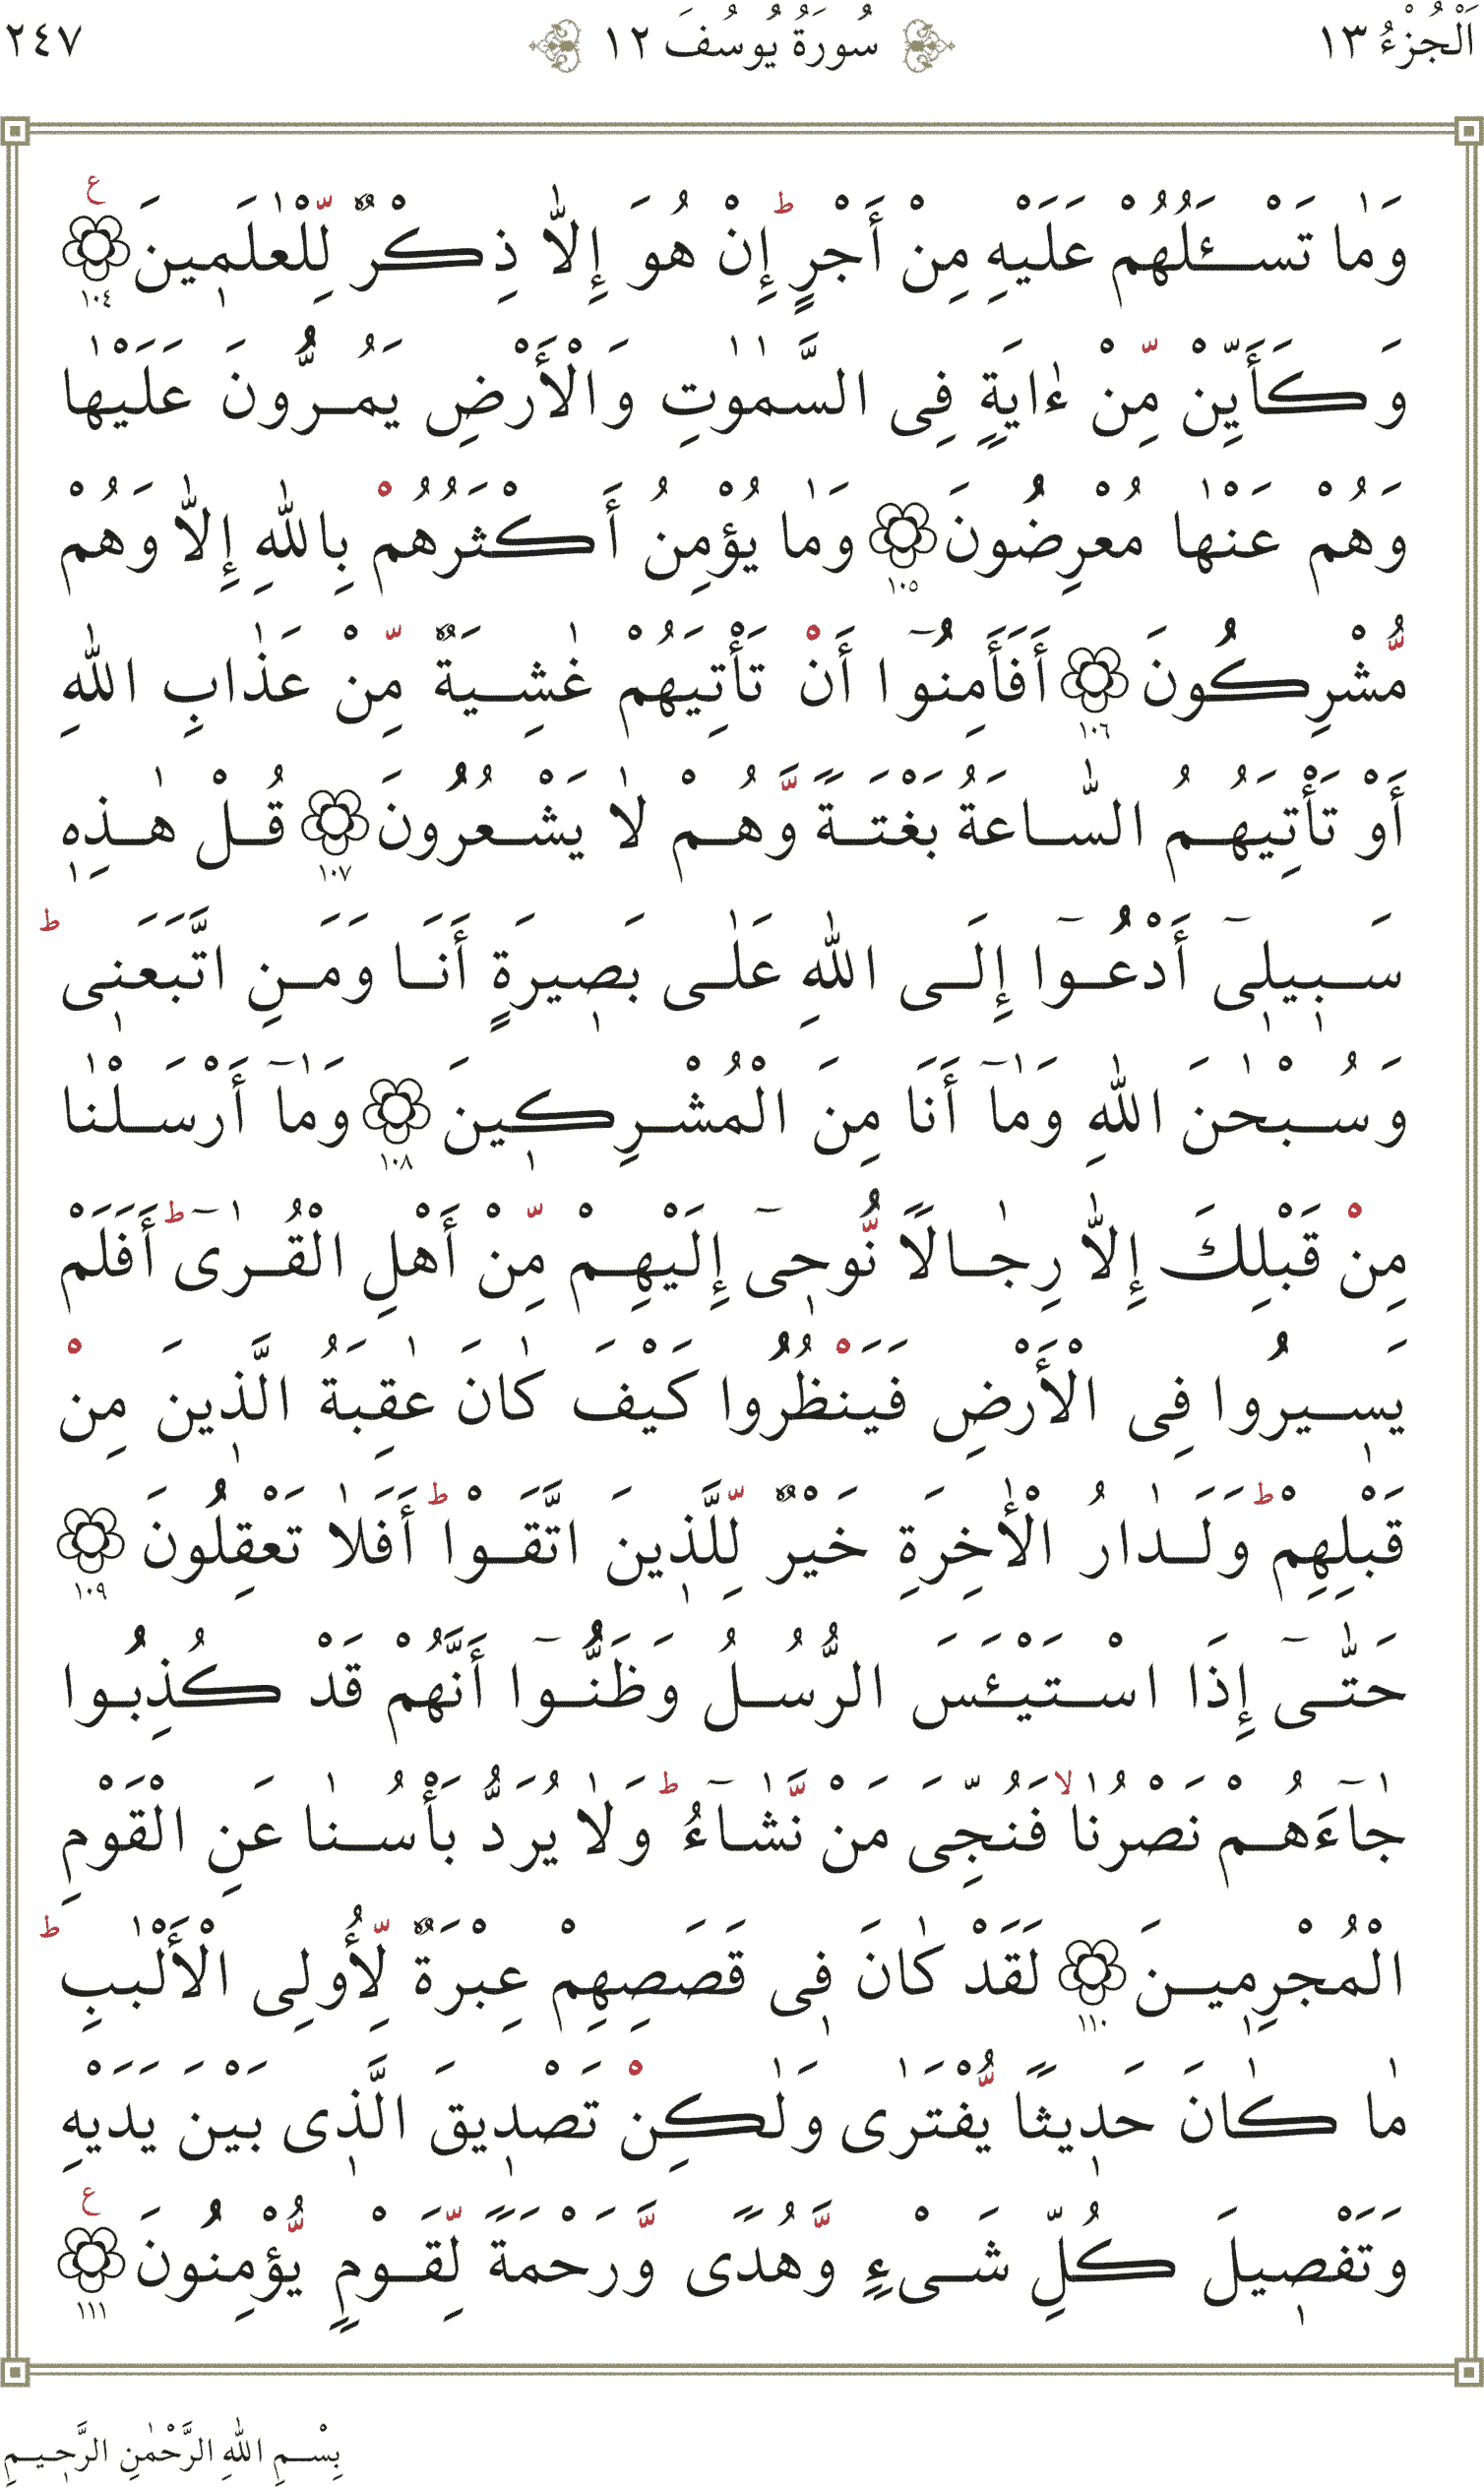 اَلْجُزْءُ ١٣ سُورَةُ يُوسُفَ ١٢ ٢٤٧
وَمٰا تَسْـَٔلُهُمْ عَلَيْهِ مِنْ أَجْرٍ ۗ إِنْ هُوَ إِلّٰا ذِكْرٌ لِّلْعٰلَمٖينَ ١٠٤ ع
وَكَأَيِّنْ مِّنْ ءٰايَةٍ فِى السَّمٰوٰتِ وَالْأَرْضِ يَمُرُّونَ عَلَيْهٰا
وَهُمْ عَنْهٰا مُعْرِضُونَ ١٠٥ وَمٰا يُؤْمِنُ أَكْثَرُهُمْ بِاللّٰهِ إِلّٰا وَهُمْ
مُّشْرِكُونَ ١٠٦ أَفَأَمِنُوٓا أَنْ تَأْتِيَهُمْ غٰشِيَةٌ مِّنْ عَذٰابِ اللّٰهِ
أَوْ تَأْتِيَهُمُ السّٰاعَةُ بَغْتَةً وَّهُمْ لٰا يَشْعُرُونَ ١٠٧ قُلْ هٰذِهٖ
سَبٖيلٖىٓ أَدْعُوٓا إِلَى اللّٰهِ عَلٰى بَصٖيرَةٍ أَنَا وَمَنِ اتَّبَعَنٖى ط
وَسُبْحٰنَ اللّٰهِ وَمٰآ أَنَا مِنَ الْمُشْرِكٖينَ ١٠٨ وَمٰآ أَرْسَلْنٰا
مِنْ قَبْلِكَ إِلّٰا رِجٰالًا نُّوحٖىٓ إِلَيْهِمْ مِّنْ أَهْلِ الْقُرٰىٓ ط أَفَلَمْ
يَسٖيرُوا فِى الْأَرْضِ فَيَنْظُرُوا كَيْفَ كٰانَ عٰقِبَةُ الَّذٖينَ مِنْ
قَبْلِهِمْ ط وَلَدٰارُ الْأٰخِرَةِ خَيْرٌ لِّلَّذٖينَ اتَّقَوْا ط أَفَلٰا تَعْقِلُونَ ١٠٩
حَتّٰىٓ إِذَا اسْتَيْـَٔسَ الرُّسُلُ وَظَنُّوٓا أَنَّهُمْ قَدْ كُذِبُوا
جٰآءَهُمْ نَصْرُنٰا لا فَنُجِّىَ مَنْ نَّشٰآءُ ط وَلٰا يُرَدُّ بَأْسُنٰا عَنِ الْقَوْمِ
الْمُجْرِمٖينَ ١١٠ لَقَدْ كٰانَ فٖى قَصَصِهِمْ عِبْرَةٌ لِّأُولِى الْأَلْبٰبِ ط
مٰا كٰانَ حَدٖيثًا يُّفْتَرٰى وَلٰكِنْ تَصْدٖيقَ الَّذٖى بَيْنَ يَدَيْهِ
وَتَفْصٖيلَ كُلِّ شَىْءٍ وَّهُدًى وَّرَحْمَةً لِّقَوْمٍ يُّؤْمِنُونَ ١١١ ع
بِسْمِ اللّٰهِ الرَّحْمٰنِ الرَّحٖيمِ